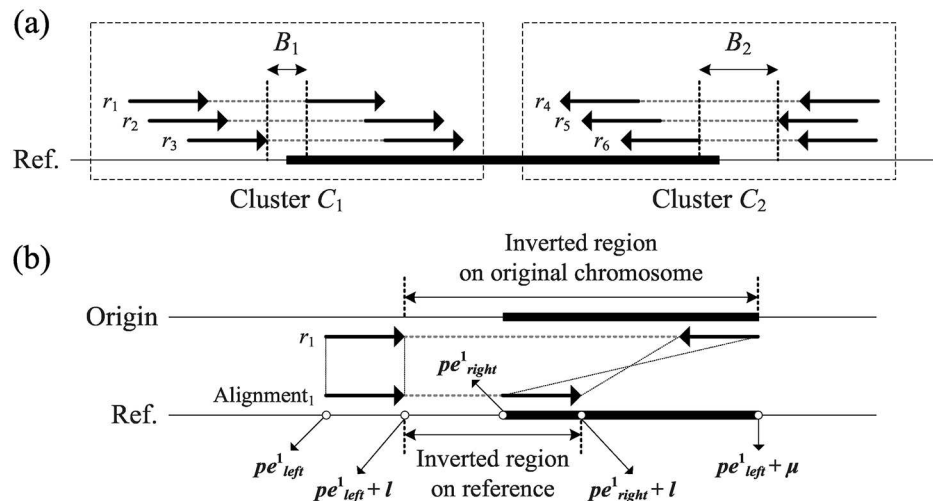 (a)
B₁
B₂
r₁
r₂
r₃
r₄
r₅
r₆
Ref.
Cluster C₁
Cluster C₂
(b)
Inverted region
on original chromosome
Origin
r₁
pe¹right
Alignment₁
Ref.
pe¹left
pe¹left + l
Inverted region
on reference
pe¹right + l
pe¹left + μ